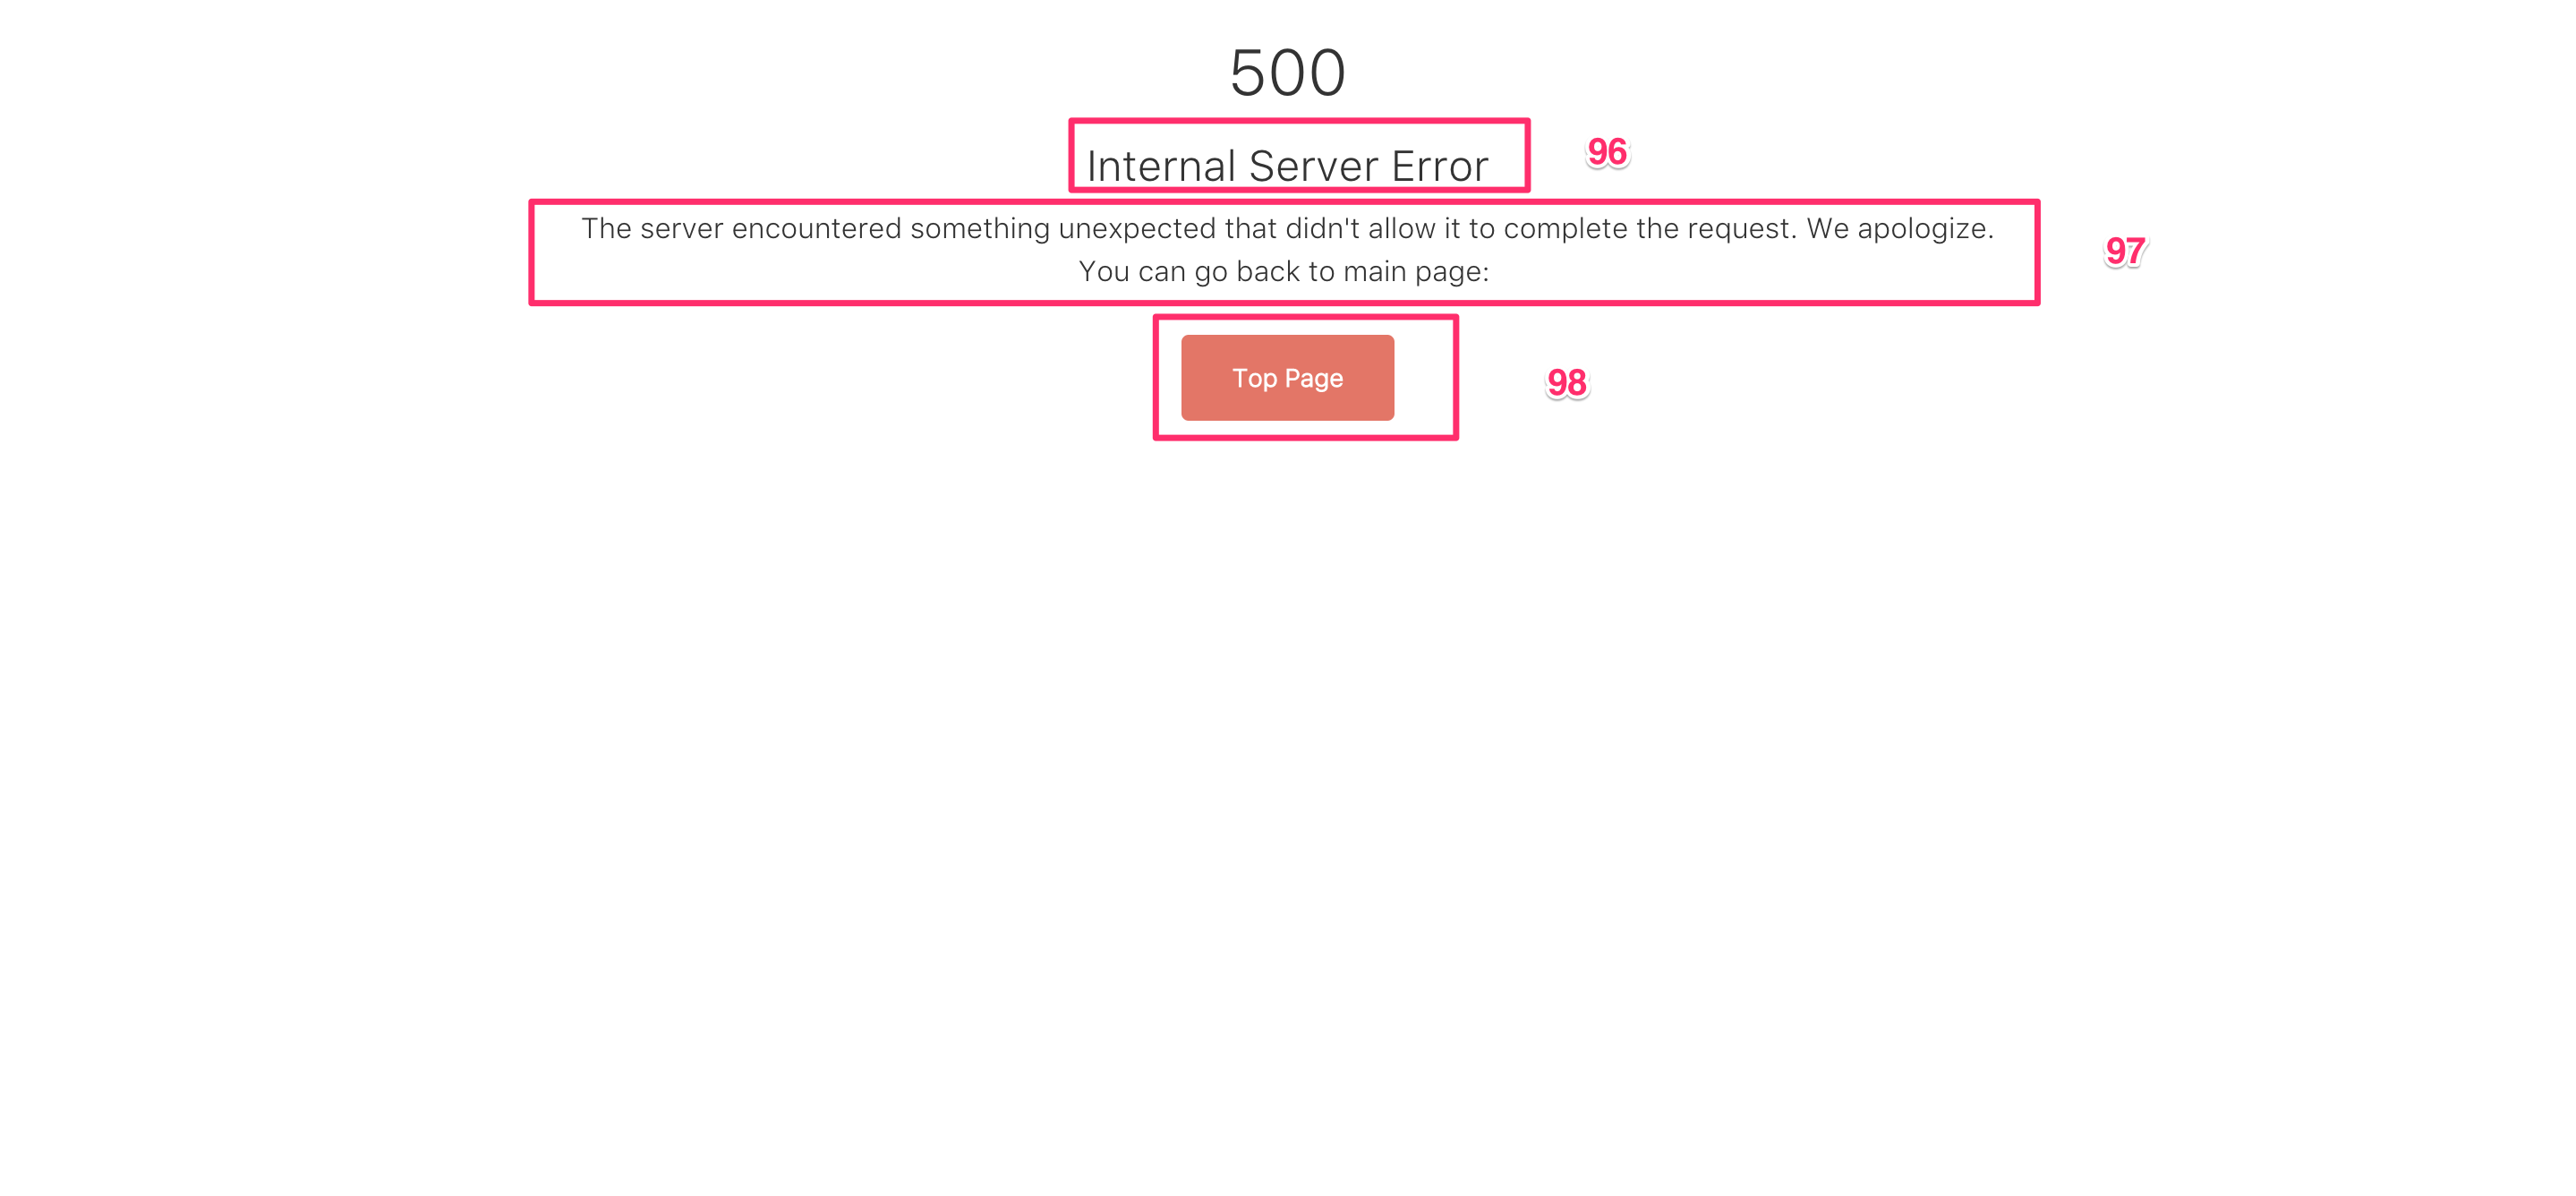 500
Internal Server Error
96
The server encountered something unexpected that didn't allow it to complete the request. We apologize.
You can go back to main page:
97
Top Page
98